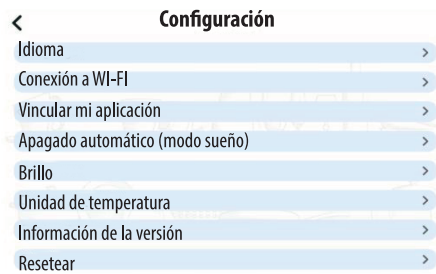 Configuración
Idioma
Conexión a WI-FI
Vincular mi aplicación
Apagado automático (modo sueño)
Brillo
Unidad de temperatura
Información de la versión
Resetear